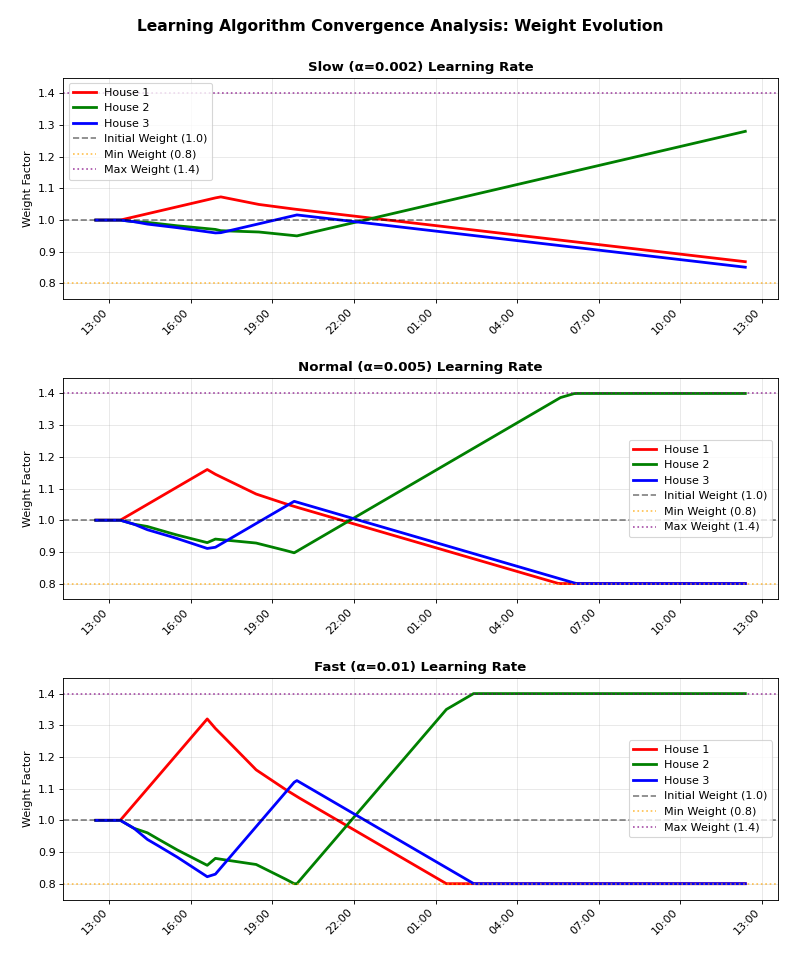 Learning Algorithm Convergence Analysis: Weight Evolution
Slow (α=0.002) Learning Rate
Weight Factor
1.4
1.3
1.2
1.1
1.0
0.9
0.8
House 1
House 2
House 3
Initial Weight (1.0)
Min Weight (0.8)
Max Weight (1.4)
13:00 16:00 19:00 22:00 01:00 04:00 07:00 10:00 13:00
Normal (α=0.005) Learning Rate
Weight Factor
1.4
1.3
1.2
1.1
1.0
0.9
0.8
House 1
House 2
House 3
Initial Weight (1.0)
Min Weight (0.8)
Max Weight (1.4)
13:00 16:00 19:00 22:00 01:00 04:00 07:00 10:00 13:00
Fast (α=0.01) Learning Rate
Weight Factor
1.4
1.3
1.2
1.1
1.0
0.9
0.8
House 1
House 2
House 3
Initial Weight (1.0)
Min Weight (0.8)
Max Weight (1.4)
13:00 16:00 19:00 22:00 01:00 04:00 07:00 10:00 13:00